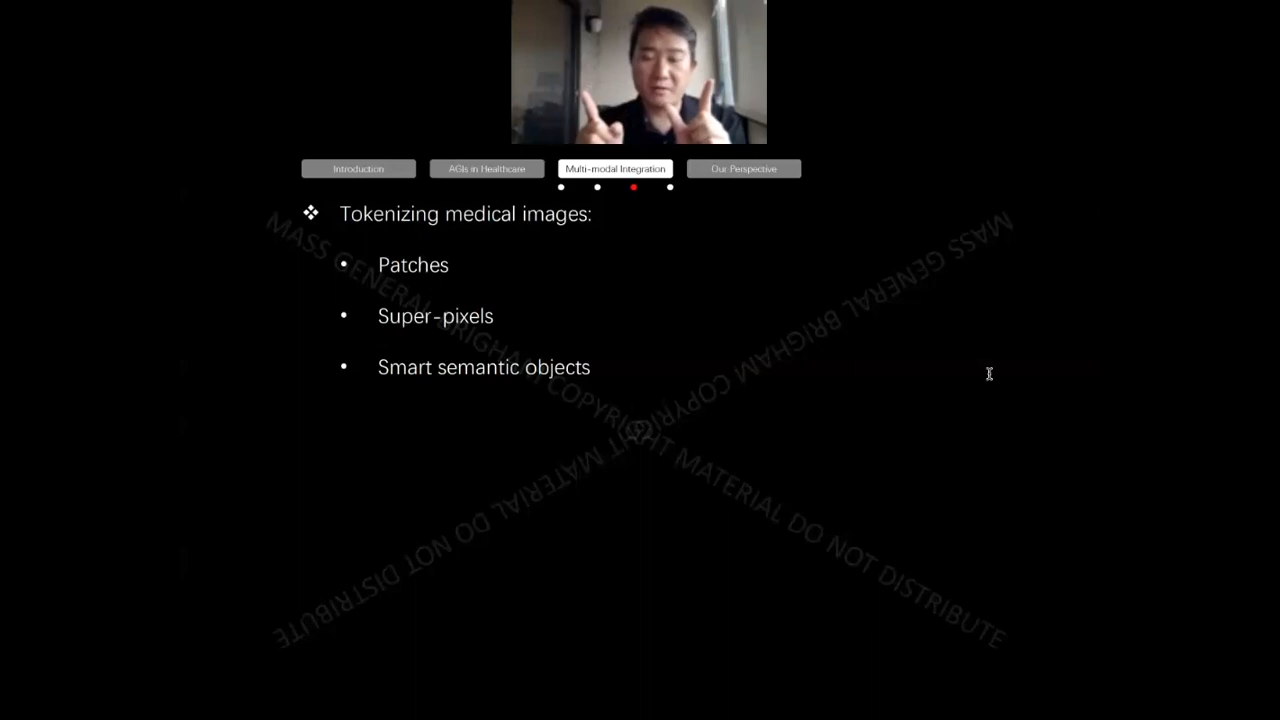 Introduction
AGIs in Healthcare
Multi-modal Integration
Our Perspective
❖ Tokenizing medical images:
• Patches
• Super-pixels
• Smart semantic objects
MASS GENERAL BRIGHAM COPYRIGHT MATERIAL DO NOT DISTRIBUTE
MASS GENERAL BRIGHAM COPYRIGHT MATERIAL DO NOT DISTRIBUTE